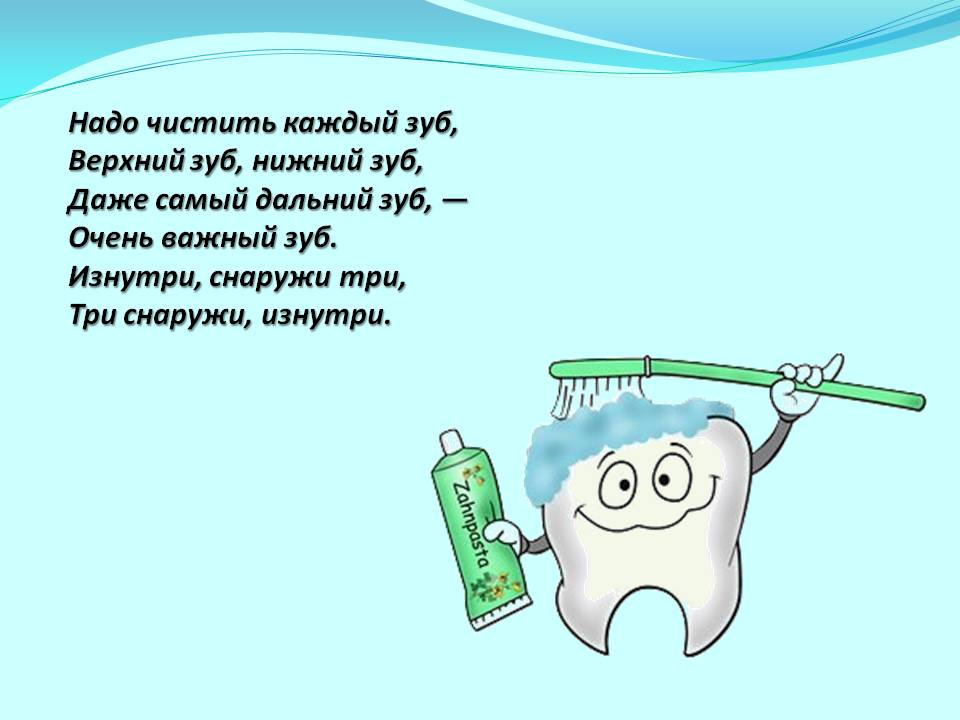 Надо чистить каждый зуб,
Верхний зуб, нижний зуб,
Даже самый дальний зуб, —
Очень важный зуб.
Изнутри, снаружи три,
Три снаружи, изнутри.
Zahnpasta